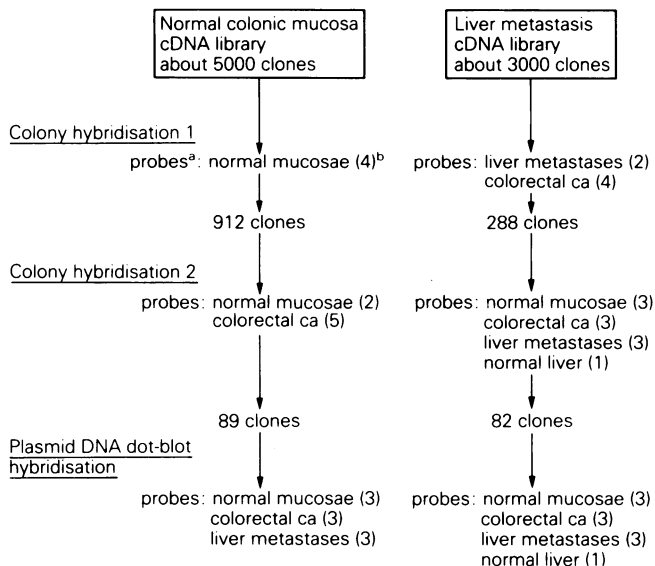 Normal colonic mucosa
cDNA library
about 5000 clones
Liver metastasis
cDNA library
about 3000 clones
Colony hybridisation 1
probesa: normal mucosae (4)b
probes: liver metastases (2)
colorectal ca (4)
912 clones
288 clones
Colony hybridisation 2
probes: normal mucosae (2)
colorectal ca (5)
probes: normal mucosae (3)
colorectal ca (3)
liver metastases (3)
normal liver (1)
89 clones
82 clones
Plasmid DNA dot-blot
hybridisation
probes: normal mucosae (3)
colorectal ca (3)
liver metastases (3)
probes: normal mucosae (3)
colorectal ca (3)
liver metastases (3)
normal liver (1)